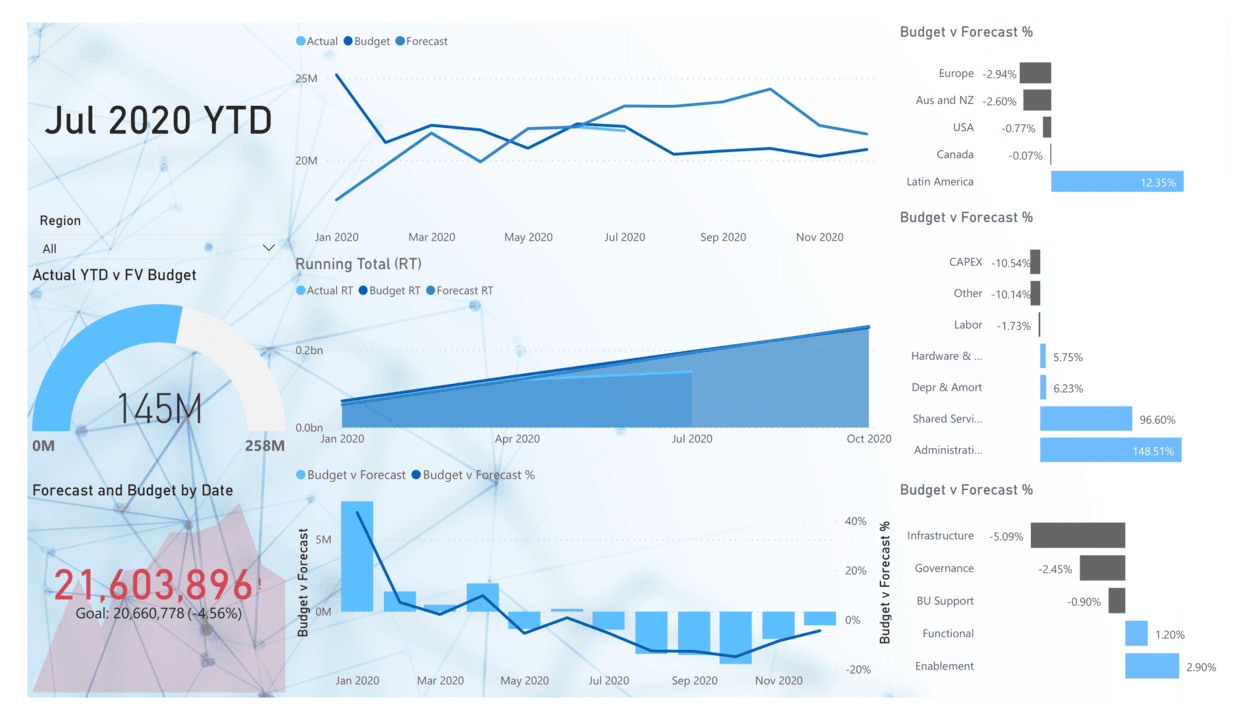 Jul 2020 YTD
Region
All
Actual YTD v FV Budget
145M
0M
258M
Forecast and Budget by Date
21,603,896!
Goal: 20,660,778 (-4.56%)
Actual Budget Forecast
25M
20M
Jan 2020 Mar 2020 May 2020 Jul 2020 Sep 2020 Nov 2020
Running Total (RT)
Actual RT Budget RT Forecast RT
0.2bn
0.0bn
Jan 2020 Apr 2020 Jul 2020 Oct 2020
Budget v Forecast Budget v Forecast %
Budget v Forecast
5M
0M
40%
20%
0%
-20%
Budget v Forecast %
Jan 2020 Mar 2020 May 2020 Jul 2020 Sep 2020 Nov 2020
Budget v Forecast %
Europe -2.94%
Aus and NZ -2.60%
USA -0.77%
Canada -0.07%
Latin America 12.35%
Budget v Forecast %
CAPEX -10.54%
Other -10.14%
Labor -1.73%
Hardware & ... 5.75%
Depr & Amort 6.23%
Shared Servi... 96.60%
Administrati... 148.51%
Budget v Forecast %
Infrastructure -5.09%
Governance -2.45%
BU Support -0.90%
Functional 1.20%
Enablement 2.90%